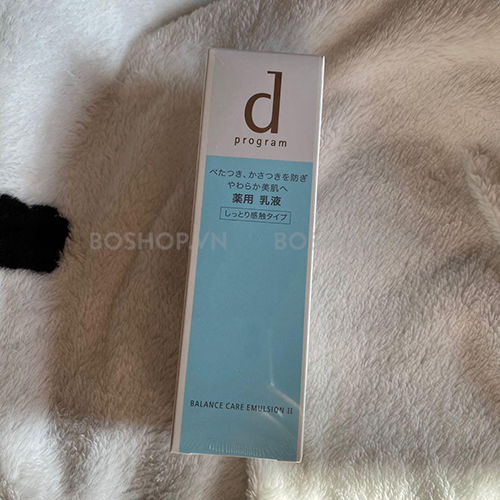 d
program
べたつき、かさつきを防ぎ
やわらか美肌へ
薬用 乳液
しっとり感触タイプ
BOSHOP.VN
BOS
BALANCE CARE EMULSION II